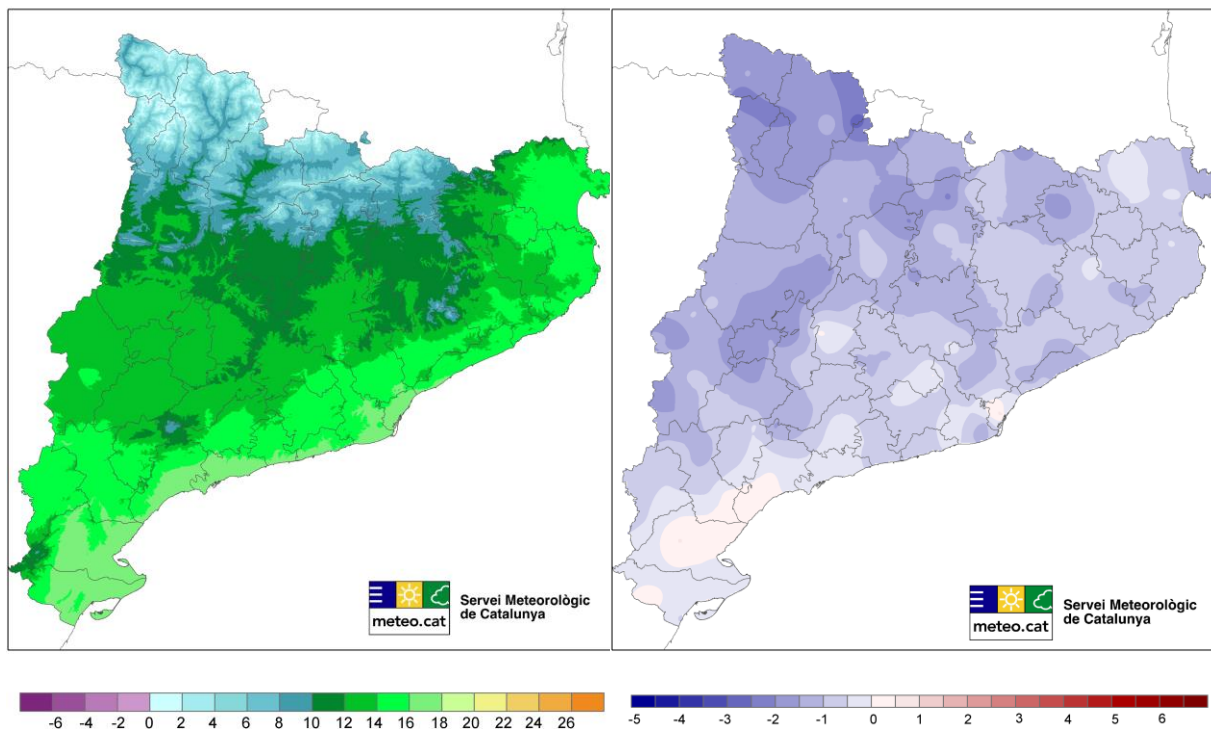 Servei Meteorològic
de Catalunya
meteo.cat
Servei Meteorològic
de Catalunya
meteo.cat
-6 -4 -2 0 2 4 6 8 10 12 14 16 18 20 22 24 26
-5 -4 -3 -2 -1 0 1 2 3 4 5 6